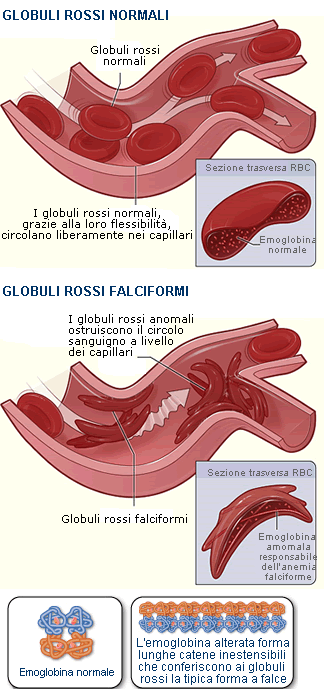 GLOBULI ROSSI NORMALI
Globuli rossi
normali
I globuli rossi normali,
grazie alla loro flessibilità,
circolano liberamente nei capillari
Sezione trasversa RBC
Emoglobina
normale
GLOBULI ROSSI FALCIFORMI
I globuli rossi anomali
ostruiscono il circolo
sanguigno a livello
dei capillari
Globuli rossi falciformi
Sezione trasversa RBC
Emoglobina
amomala
responsabile
dell'anemia
falciforme
Emoglobina normale
L'emoglobina alterata forma
lunghe catene inestensibili
che conferiscono ai globuli
rossi la tipica forma a falce